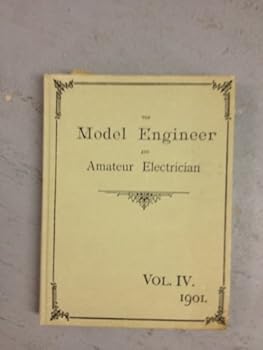 THE
Model Engineer
AND
Amateur Electrician
VOL. IV.
1901.